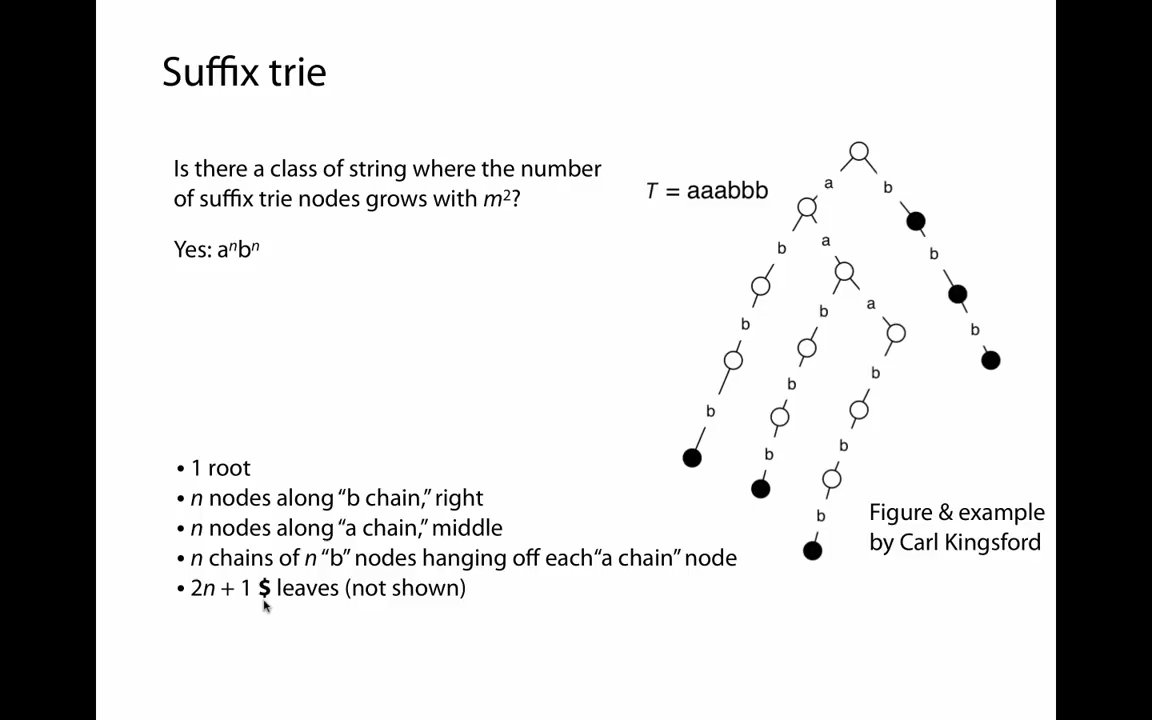 Suffix trie
Is there a class of string where the number
of suffix trie nodes grows with m²?
Yes: aⁿbⁿ
T = aaabbb
a
b
b
a
b
b
b
a
b
b
b
b
b
b
b
Figure & example
by Carl Kingsford
• 1 root
• n nodes along “b chain,” right
• n nodes along “a chain,” middle
• n chains of n “b” nodes hanging off each “a chain” node
• 2n + 1 $ leaves (not shown)